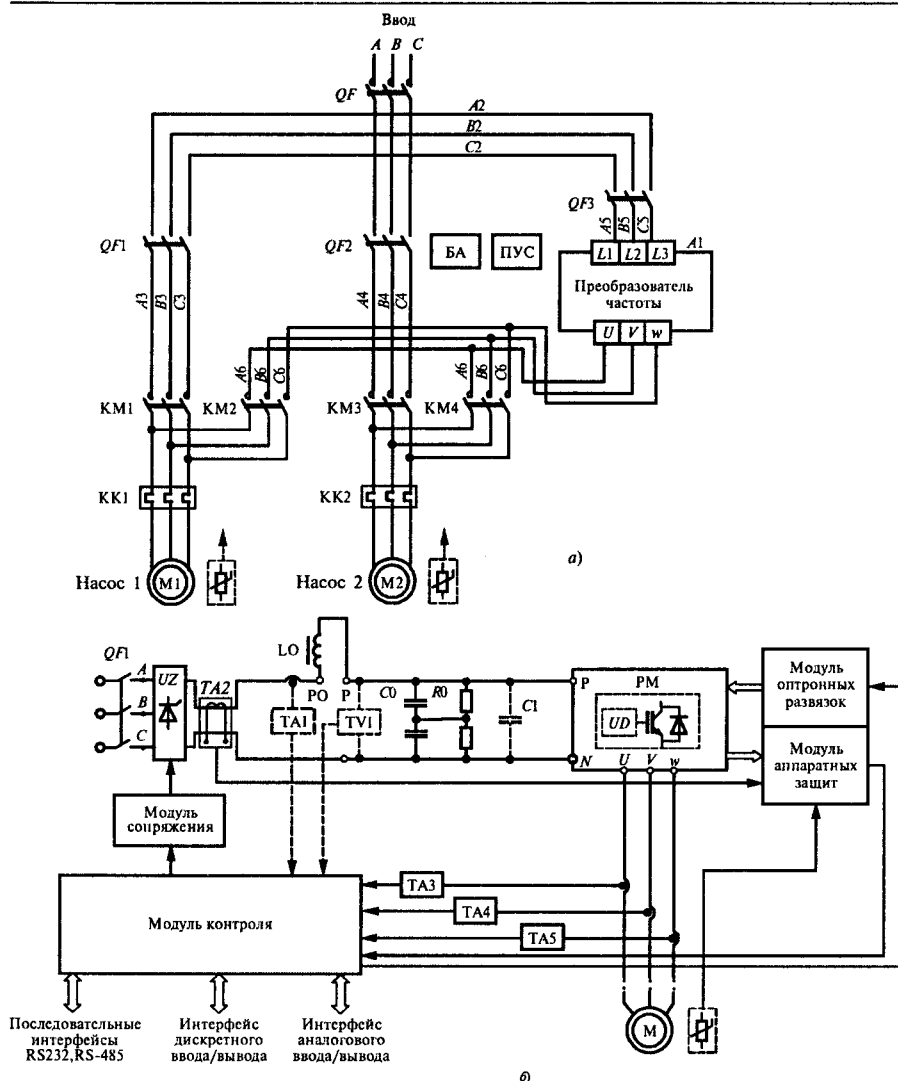 Ввод
A B C
QF
A2
B2
C2
QF3
A5 B5 C5
QF1
QF2
БА
ПУС
L1 L2 L3
A1
Преобразователь
частоты
U V w
A3 B3 C3
A4 B4 C4
A6 B6 C6
A6 B6 C6
KM1
KM2
KM3
KM4
KK1
KK2
Насос 1
M1
Насос 2
M2
а)
QF1
A
B
C
UZ
TA2
LO
PO
P
TA1
TV1
C0
R0
C1
P
N
PM
UD
U V w
Модуль
оптронных
развязок
Модуль
аппаратных
защит
Модуль
сопряжения
Модуль контроля
TA3
TA4
TA5
M
Последовательные
интерфейсы
RS232,RS-485
Интерфейс
дискретного
ввода/вывода
Интерфейс
аналогового
ввода/вывода
б)